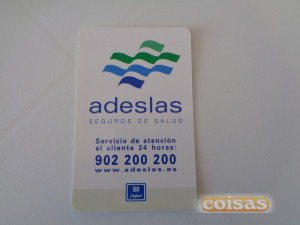 adeslas
SEGUROS DE SALUD
Servicio de atención
al cliente 24 horas:
902 200 200
www.adeslas.es
coisas